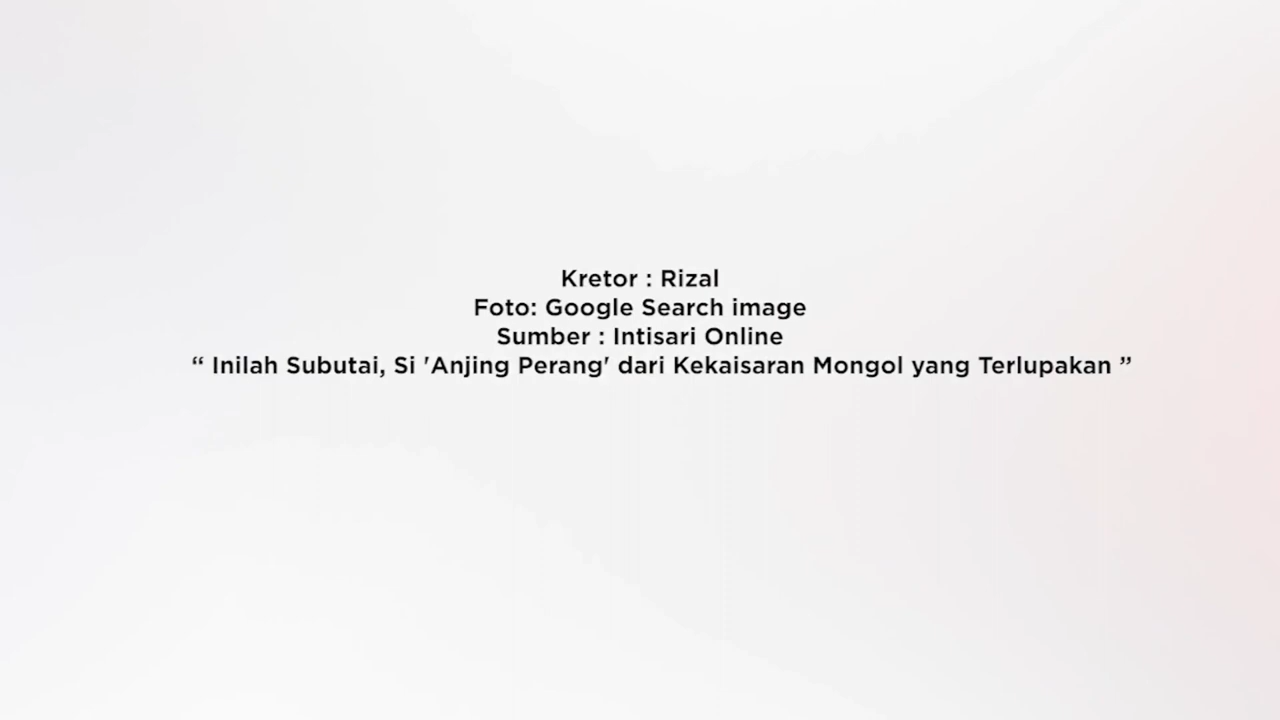 Kretor : Rizal
Foto: Google Search image
Sumber : Intisari Online
“ Inilah Subutai, Si 'Anjing Perang' dari Kekaisaran Mongol yang Terlupakan ”